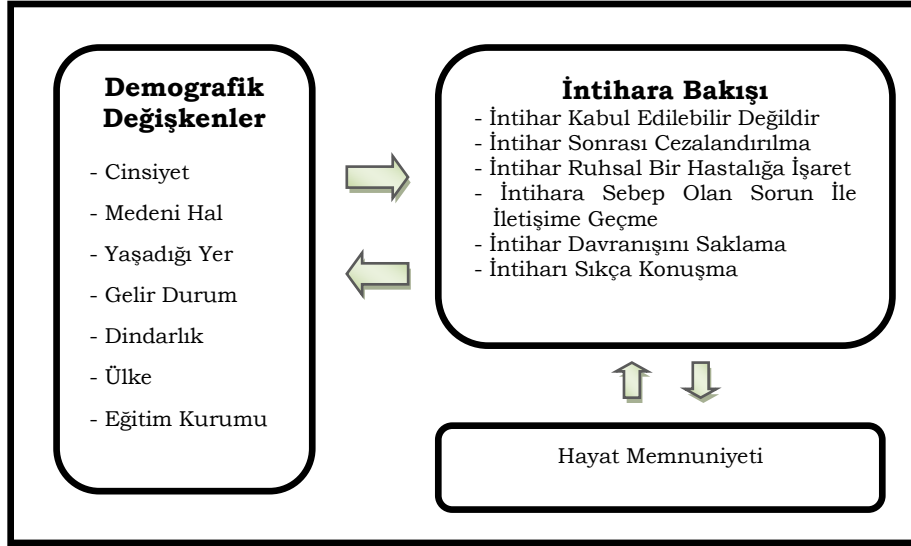 Demografik
Değişkenler
- Cinsiyet
- Medeni Hal
- Yaşadığı Yer
- Gelir Durum
- Dindarlık
- Ülke
- Eğitim Kurumu
İntihara Bakışı
- İntihar Kabul Edilebilir Değildir
- İntihar Sonrası Cezalandırılma
- İntihar Ruhsal Bir Hastalığa İşaret
- İntihara Sebep Olan Sorun İle
İletişime Geçme
- İntihar Davranışını Saklama
- İntiharı Sıkça Konuşma
Hayat Memnuniyeti